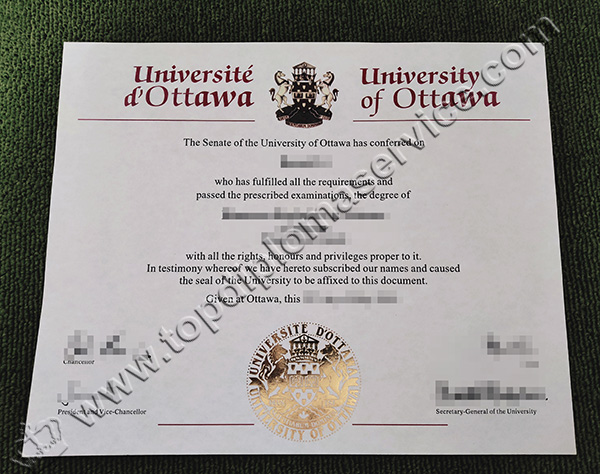 Université
d'Ottawa
University
of Ottawa
The Senate of the University of Ottawa has conferred on
who has fulfilled all the requirements and
passed the prescribed examinations, the degree of
with all the rights, honours and privileges proper to it.
In testimony whereof we have hereto subscribed our names and caused
the seal of the University to be affixed to this document.
Given at Ottawa, this
Chancellor
President and Vice-Chancellor
Secretary-General of the University
UNIVERSITÉ D'OTTAWA
UNIVERSITY OF OTTAWA
www.topdiplomaservice.com